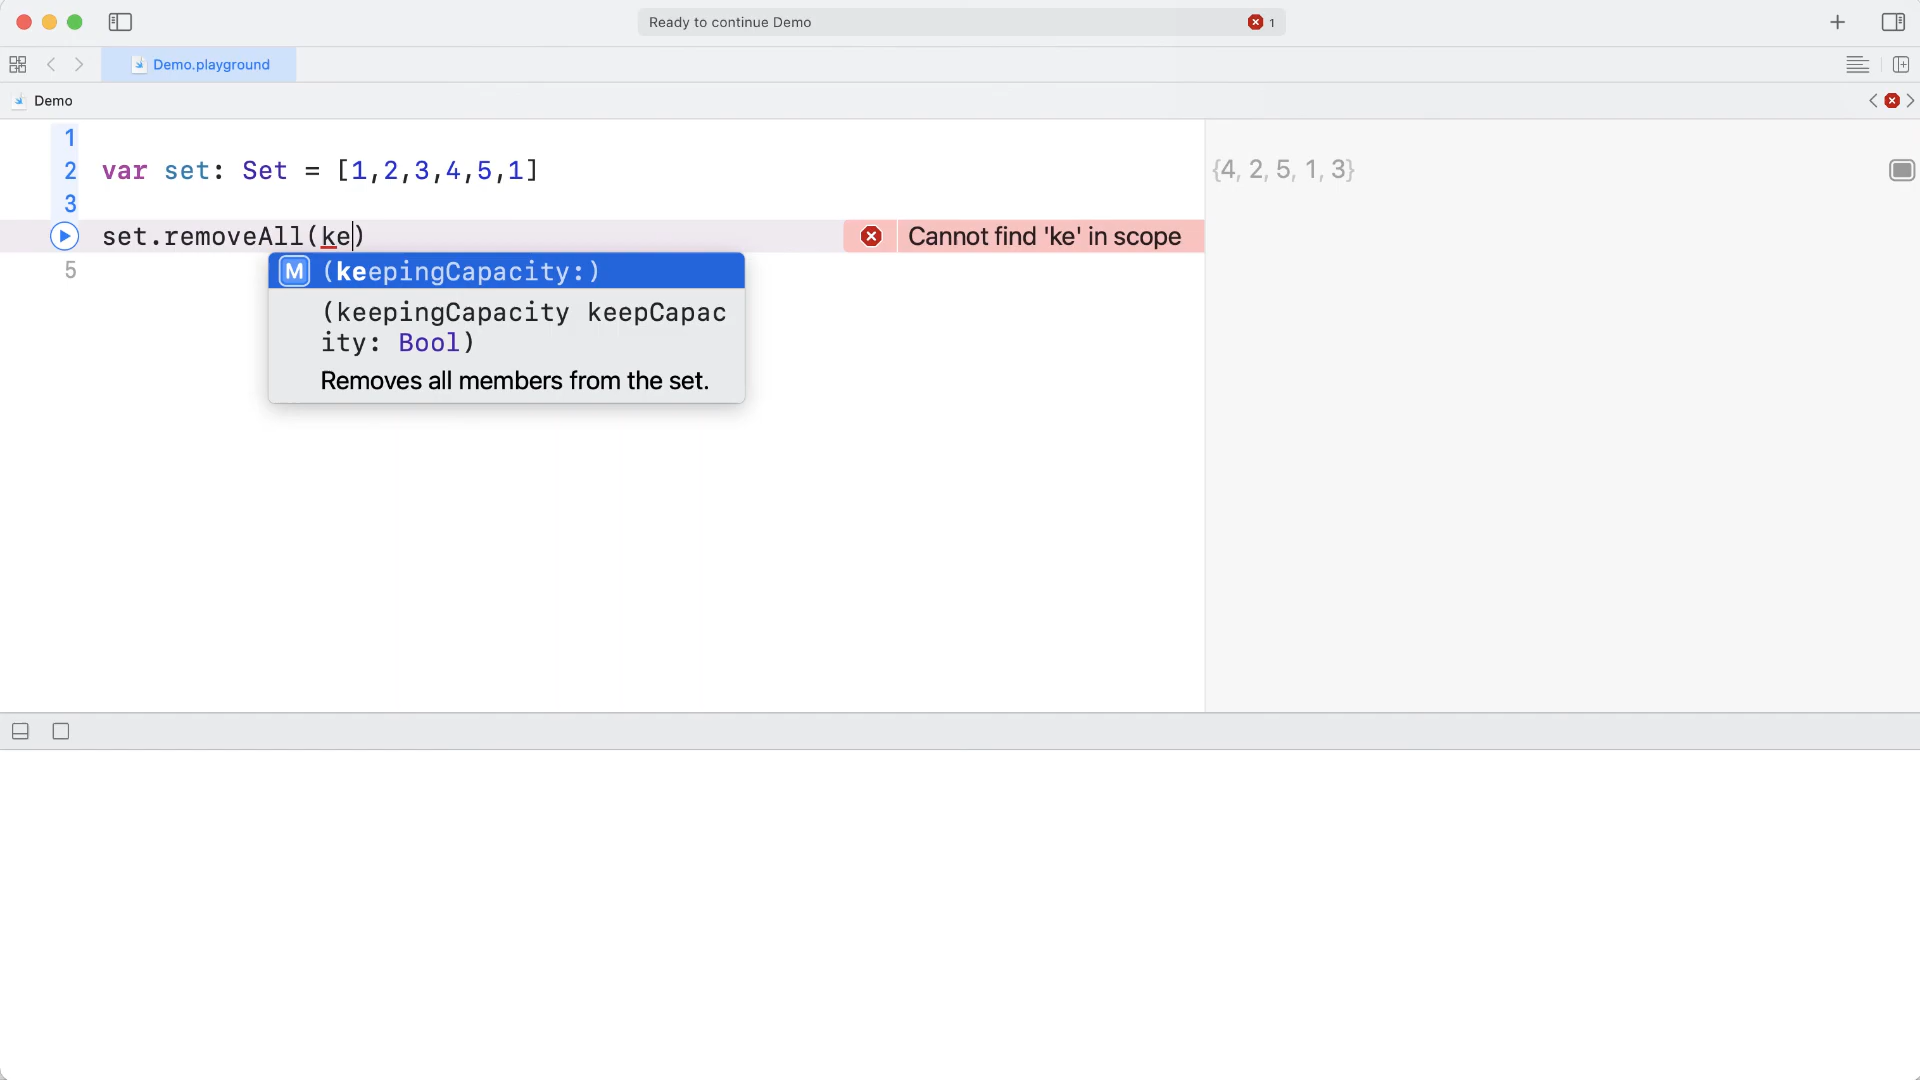 Ready to continue Demo
1
Demo.playground
Demo
1
2 var set: Set = [1,2,3,4,5,1]
{4, 2, 5, 1, 3}
3
set.removeAll(ke)
Cannot find 'ke' in scope
5
M (keepingCapacity:)
(keepingCapacity keepCapac
ity: Bool)
Removes all members from the set.